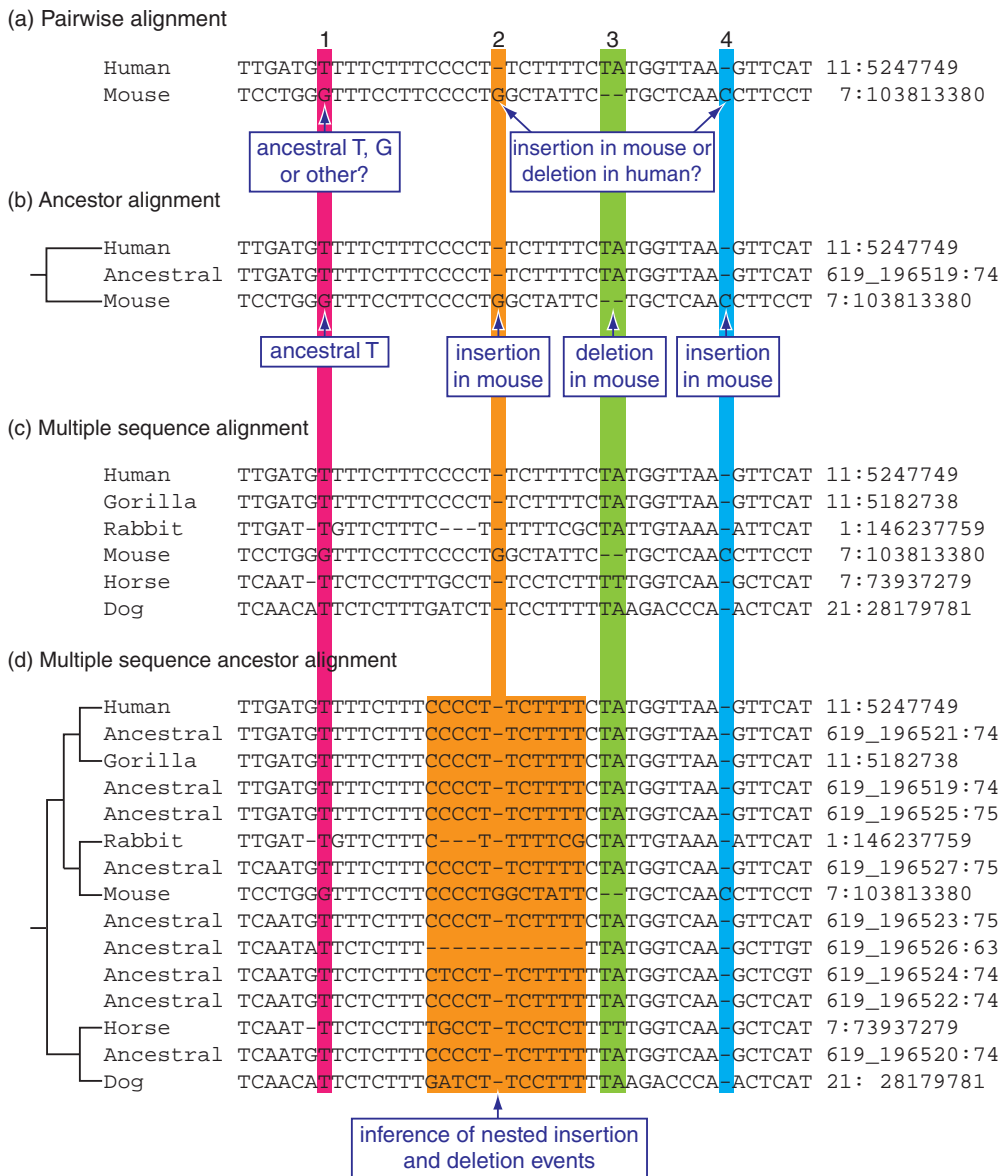 (a) Pairwise alignment
1 2 3 4
Human TTGATGTTTTCTTTCCCCT-TCTTTTCTATGGTTAA-GTTCAT 11:5247749
Mouse TCCTGGGTTTCCTTCCCCTGGCTATTC--TGCTCAACCTTCCT 7:103813380
ancestral T, G
or other?
insertion in mouse or
deletion in human?
(b) Ancestor alignment
Human TTGATGTTTTCTTTCCCCT-TCTTTTCTATGGTTAA-GTTCAT 11:5247749
Ancestral TTGATGTTTTCTTTCCCCT-TCTTTTCTATGGTTAA-GTTCAT 619_196519:74
Mouse TCCTGGGTTTCCTTCCCCTGGCTATTC--TGCTCAACCTTCCT 7:103813380
ancestral T
insertion
in mouse
deletion
in mouse
insertion
in mouse
(c) Multiple sequence alignment
Human TTGATGTTTTCTTTCCCCT-TCTTTTCTATGGTTAA-GTTCAT 11:5247749
Gorilla TTGATGTTTTCTTTCCCCT-TCTTTTCTATGGTTAA-GTTCAT 11:5182738
Rabbit TTGAT-TGTTCTTTC---T-TTTTCGCTATTGTAAA-ATTCAT 1:146237759
Mouse TCCTGGGTTTCCTTCCCCTGGCTATTC--TGCTCAACCTTCCT 7:103813380
Horse TCAAT-TTCTCCTTTGCCT-TCCTCTTTTTGGTCAA-GCTCAT 7:73937279
Dog TCAACATTCTCTTTGATCT-TCCTTTTTAAGACCCA-ACTCAT 21:28179781
(d) Multiple sequence ancestor alignment
Human TTGATGTTTTCTTTCCCCT-TCTTTTCTATGGTTAA-GTTCAT 11:5247749
Ancestral TTGATGTTTTCTTTCCCCT-TCTTTTCTATGGTTAA-GTTCAT 619_196521:74
Gorilla TTGATGTTTTCTTTCCCCT-TCTTTTCTATGGTTAA-GTTCAT 11:5182738
Ancestral TTGATGTTTTCTTTCCCCT-TCTTTTCTATGGTTAA-GTTCAT 619_196519:74
Ancestral TTGATGTTTTCTTTCCCCT-TCTTTTCTATGGTTAA-GTTCAT 619_196525:75
Rabbit TTGAT-TGTTCTTTC---T-TTTTCGCTATTGTAAA-ATTCAT 1:146237759
Ancestral TCAATGTTTTCTTTCCCCT-TCTTTTCTATGGTCAA-GTTCAT 619_196527:75
Mouse TCCTGGGTTTCCTTCCCCTGGCTATTC--TGCTCAACCTTCCT 7:103813380
Ancestral TCAATGTTTTCTTTCCCCT-TCTTTTCTATGGTCAA-GTTCAT 619_196523:75
Ancestral TCAATATTCTCTTT------------TTATGGTCAA-GCTTGT 619_196526:63
Ancestral TCAATGTTCTCTTTCTCCT-TCTTTTTTATGGTCAA-GCTCGT 619_196524:74
Ancestral TCAATGTTCTCTTTCCCCT-TCTTTTTTATGGTCAA-GCTCAT 619_196522:74
Horse TCAAT-TTCTCCTTTGCCT-TCCTCTTTTTGGTCAA-GCTCAT 7:73937279
Ancestral TCAATGTTCTCTTTCCCCT-TCTTTTTTATGGTCAA-GCTCAT 619_196520:74
Dog TCAACATTCTCTTTGATCT-TCCTTTTTAAGACCCA-ACTCAT 21: 28179781
inference of nested insertion
and deletion events